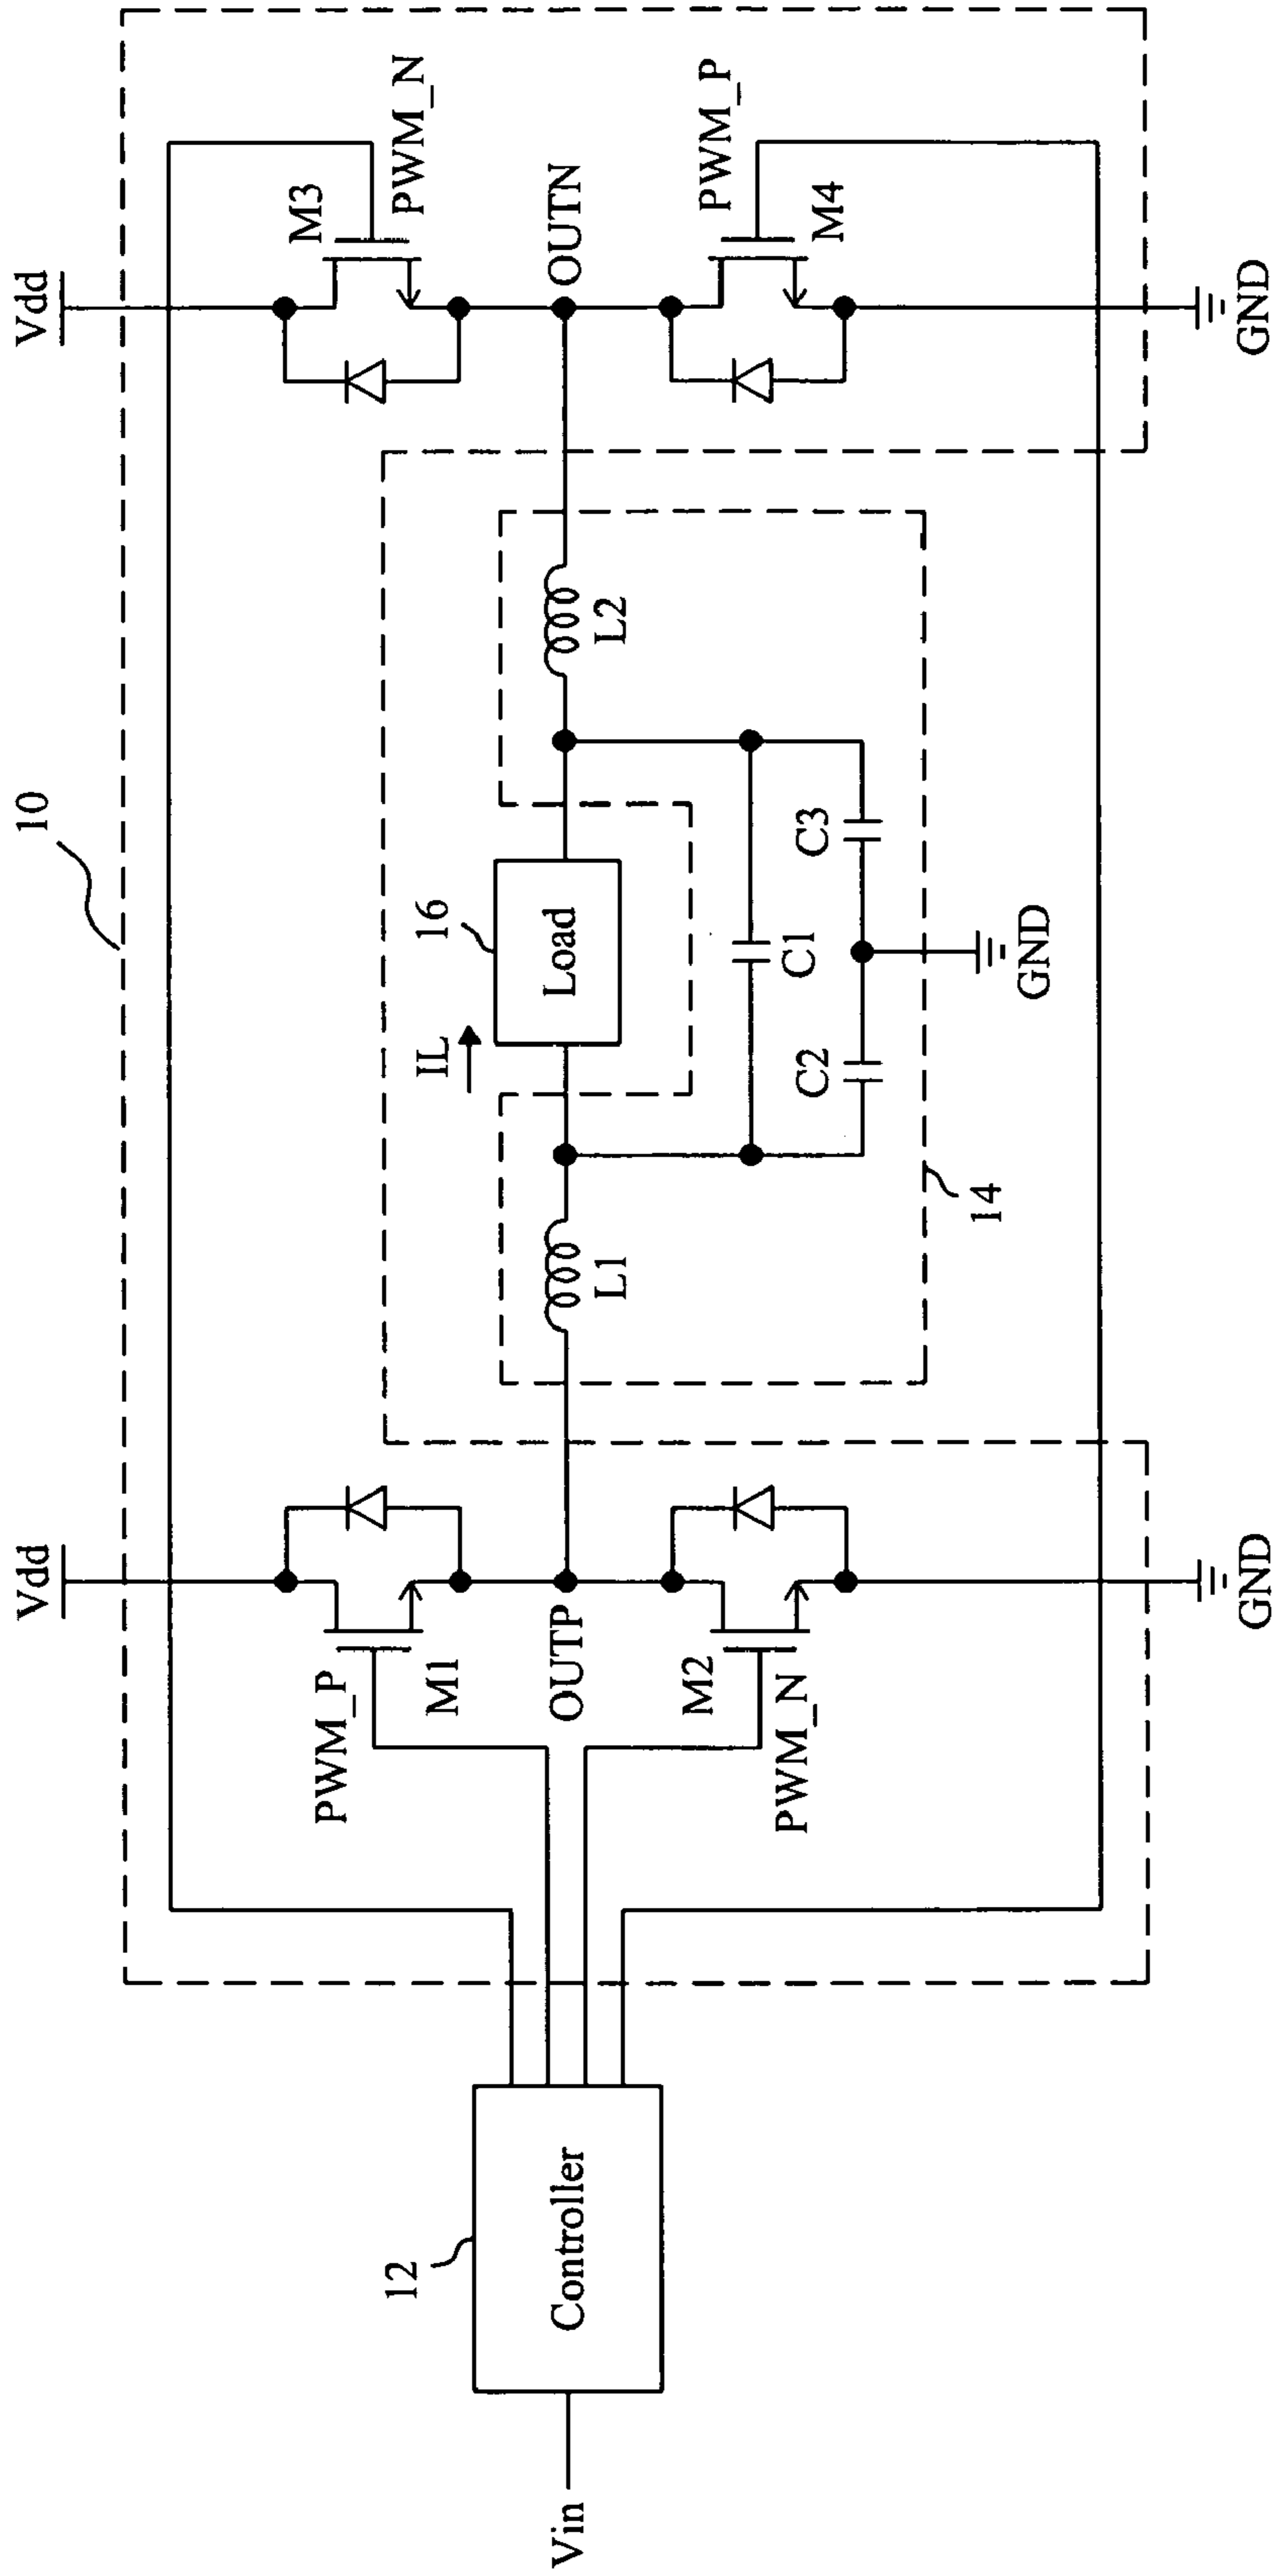 10
Vdd
Vdd
PWM_P
M1
M3
PWM_N
IL
16
Load
OUTP
L1
L2
OUTN
12
Controller
Vin
M2
PWM_N
C1
C2
C3
PWM_P
M4
14
GND
GND
GND